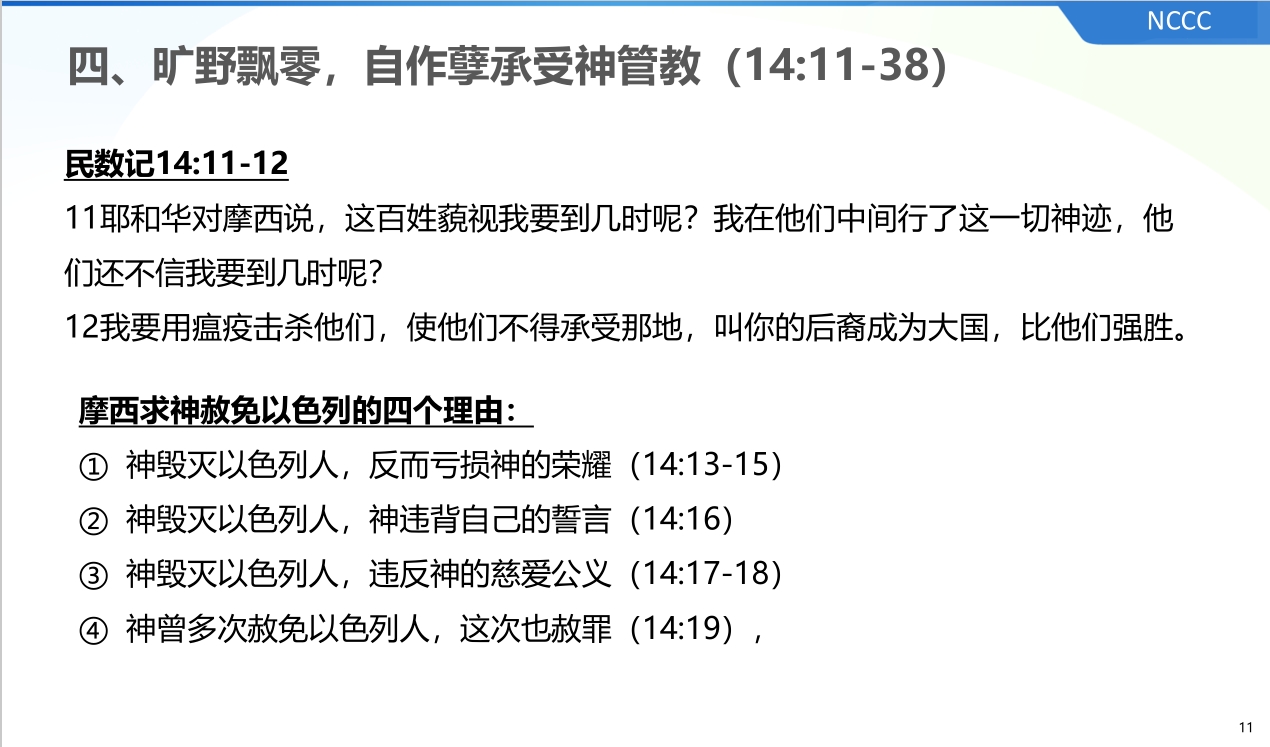 NCCC
四、旷野飘零，自作孽承受神管教（14:11-38）
民数记14:11-12
11耶和华对摩西说，这百姓藐视我要到几时呢？我在他们中间行了这一切神迹，他
们还不信我要到几时呢？
12我要用瘟疫击杀他们，使他们不得承受那地，叫你的后裔成为大国，比他们强胜。
摩西求神赦免以色列的四个理由：
① 神毁灭以色列人，反而亏损神的荣耀（14:13-15）
② 神毁灭以色列人，神违背自己的誓言（14:16）
③ 神毁灭以色列人，违反神的慈爱公义（14:17-18）
④ 神曾多次赦免以色列人，这次也赦罪（14:19），
11